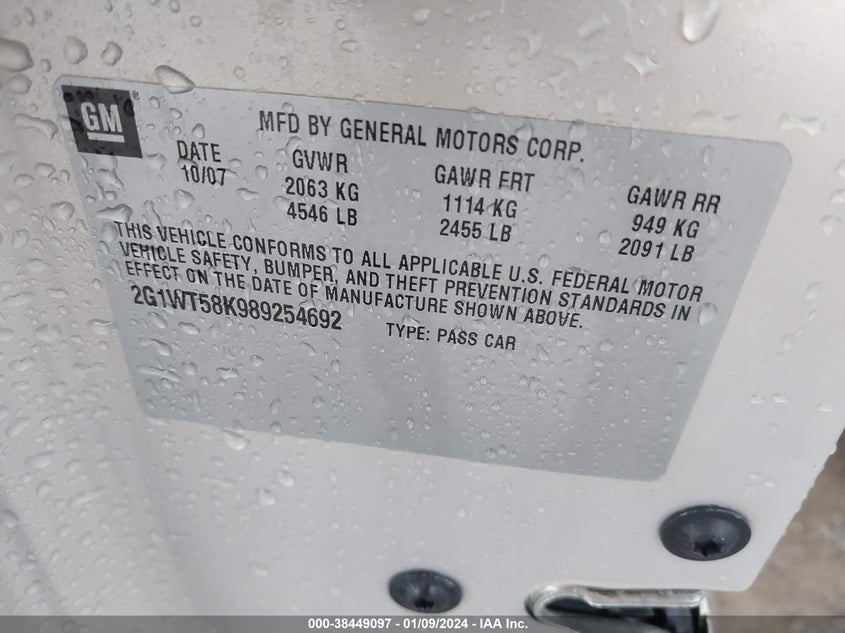 GM
MFD BY GENERAL MOTORS CORP.
DATE GVWR GAWR FRT GAWR RR
10/07 2063 KG 1114 KG 949 KG
4546 LB 2455 LB 2091 LB
THIS VEHICLE CONFORMS TO ALL APPLICABLE U.S. FEDERAL MOTOR
VEHICLE SAFETY, BUMPER, AND THEFT PREVENTION STANDARDS IN
EFFECT ON THE DATE OF MANUFACTURE SHOWN ABOVE.
2G1WT58K989254692 TYPE: PASS CAR
000-38449097 - 01/09/2024 - IAA Inc.